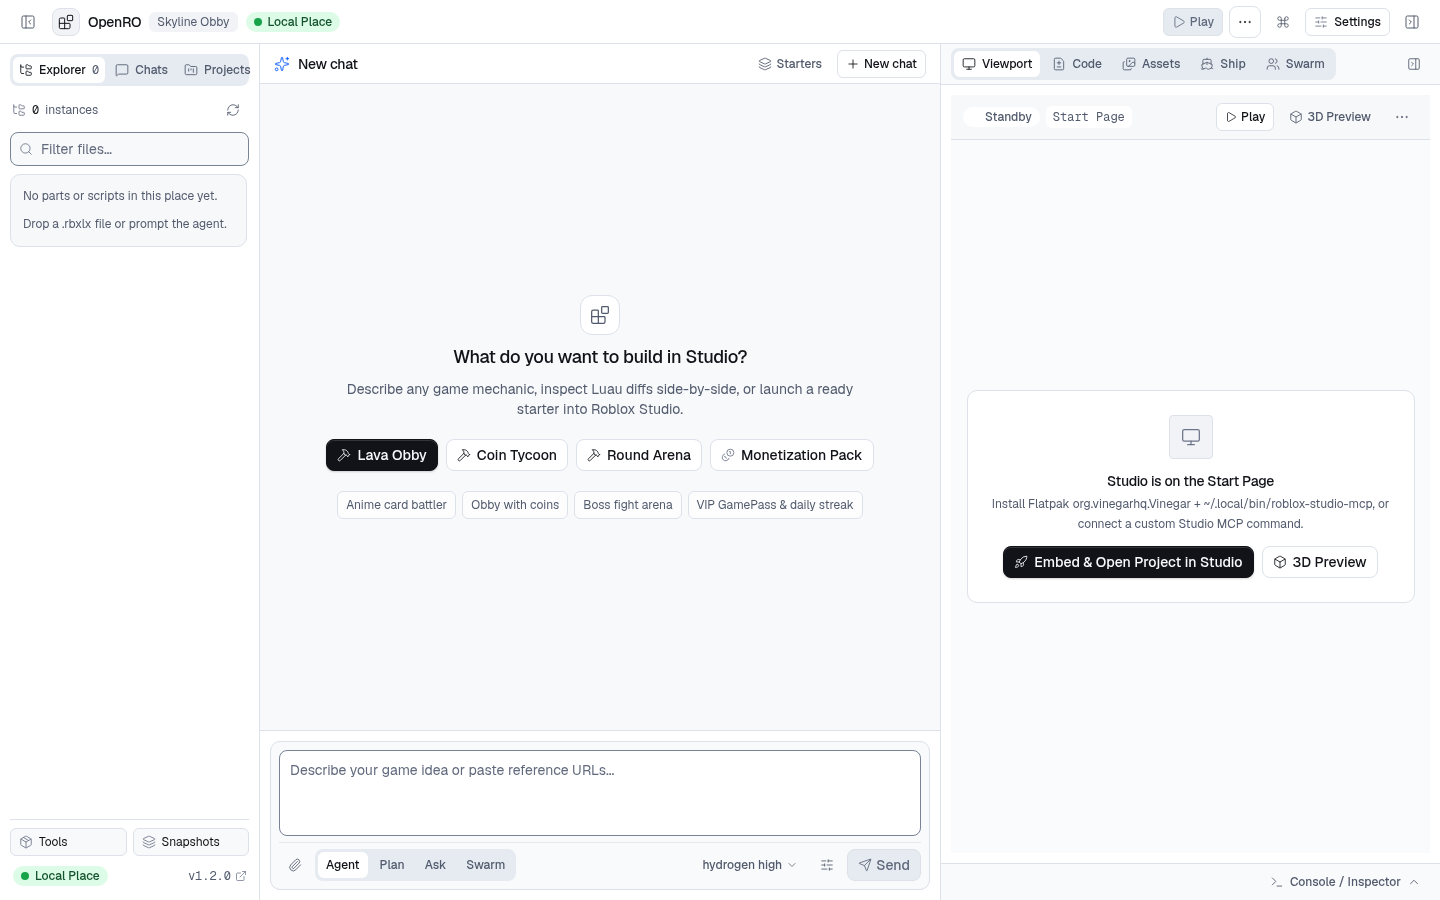 OpenRO
Skyline Obby
Local Place
Play
Settings
Explorer 0
Chats
Projects
0 instances
Filter files...
No parts or scripts in this place yet.
Drop a .rbxlx file or prompt the agent.
Tools
Snapshots
Local Place
v1.2.0
New chat
Starters
New chat
What do you want to build in Studio?
Describe any game mechanic, inspect Luau diffs side-by-side, or launch a ready
starter into Roblox Studio.
Lava Obby
Coin Tycoon
Round Arena
Monetization Pack
Anime card battler
Obby with coins
Boss fight arena
VIP GamePass & daily streak
Describe your game idea or paste reference URLs...
Agent
Plan
Ask
Swarm
hydrogen high
Send
Viewport
Code
Assets
Ship
Swarm
Standby
Start Page
Play
3D Preview
Studio is on the Start Page
Install Flatpak org.vinegarhq.Vinegar + ~/.local/bin/roblox-studio-mcp, or
connect a custom Studio MCP command.
Embed & Open Project in Studio
3D Preview
Console / Inspector